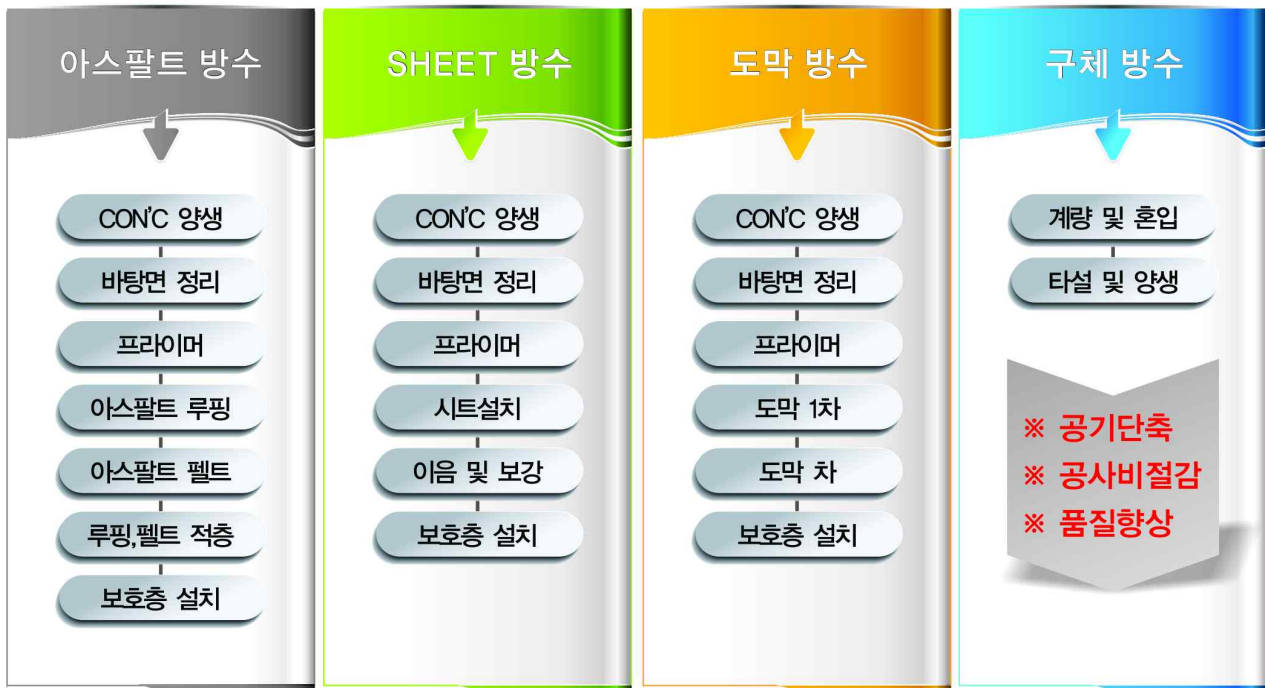 아스팔트 방수
CON'C 양생
바탕면 정리
프라이머
아스팔트 루핑
아스팔트 펠트
루핑,펠트 적층
보호층 설치
SHEET 방수
CON'C 양생
바탕면 정리
프라이머
시트설치
이음 및 보강
보호층 설치
도막 방수
CON'C 양생
바탕면 정리
프라이머
도막 1차
도막 차
보호층 설치
구체 방수
계량 및 혼입
타설 및 양생
※ 공기단축
※ 공사비절감
※ 품질향상